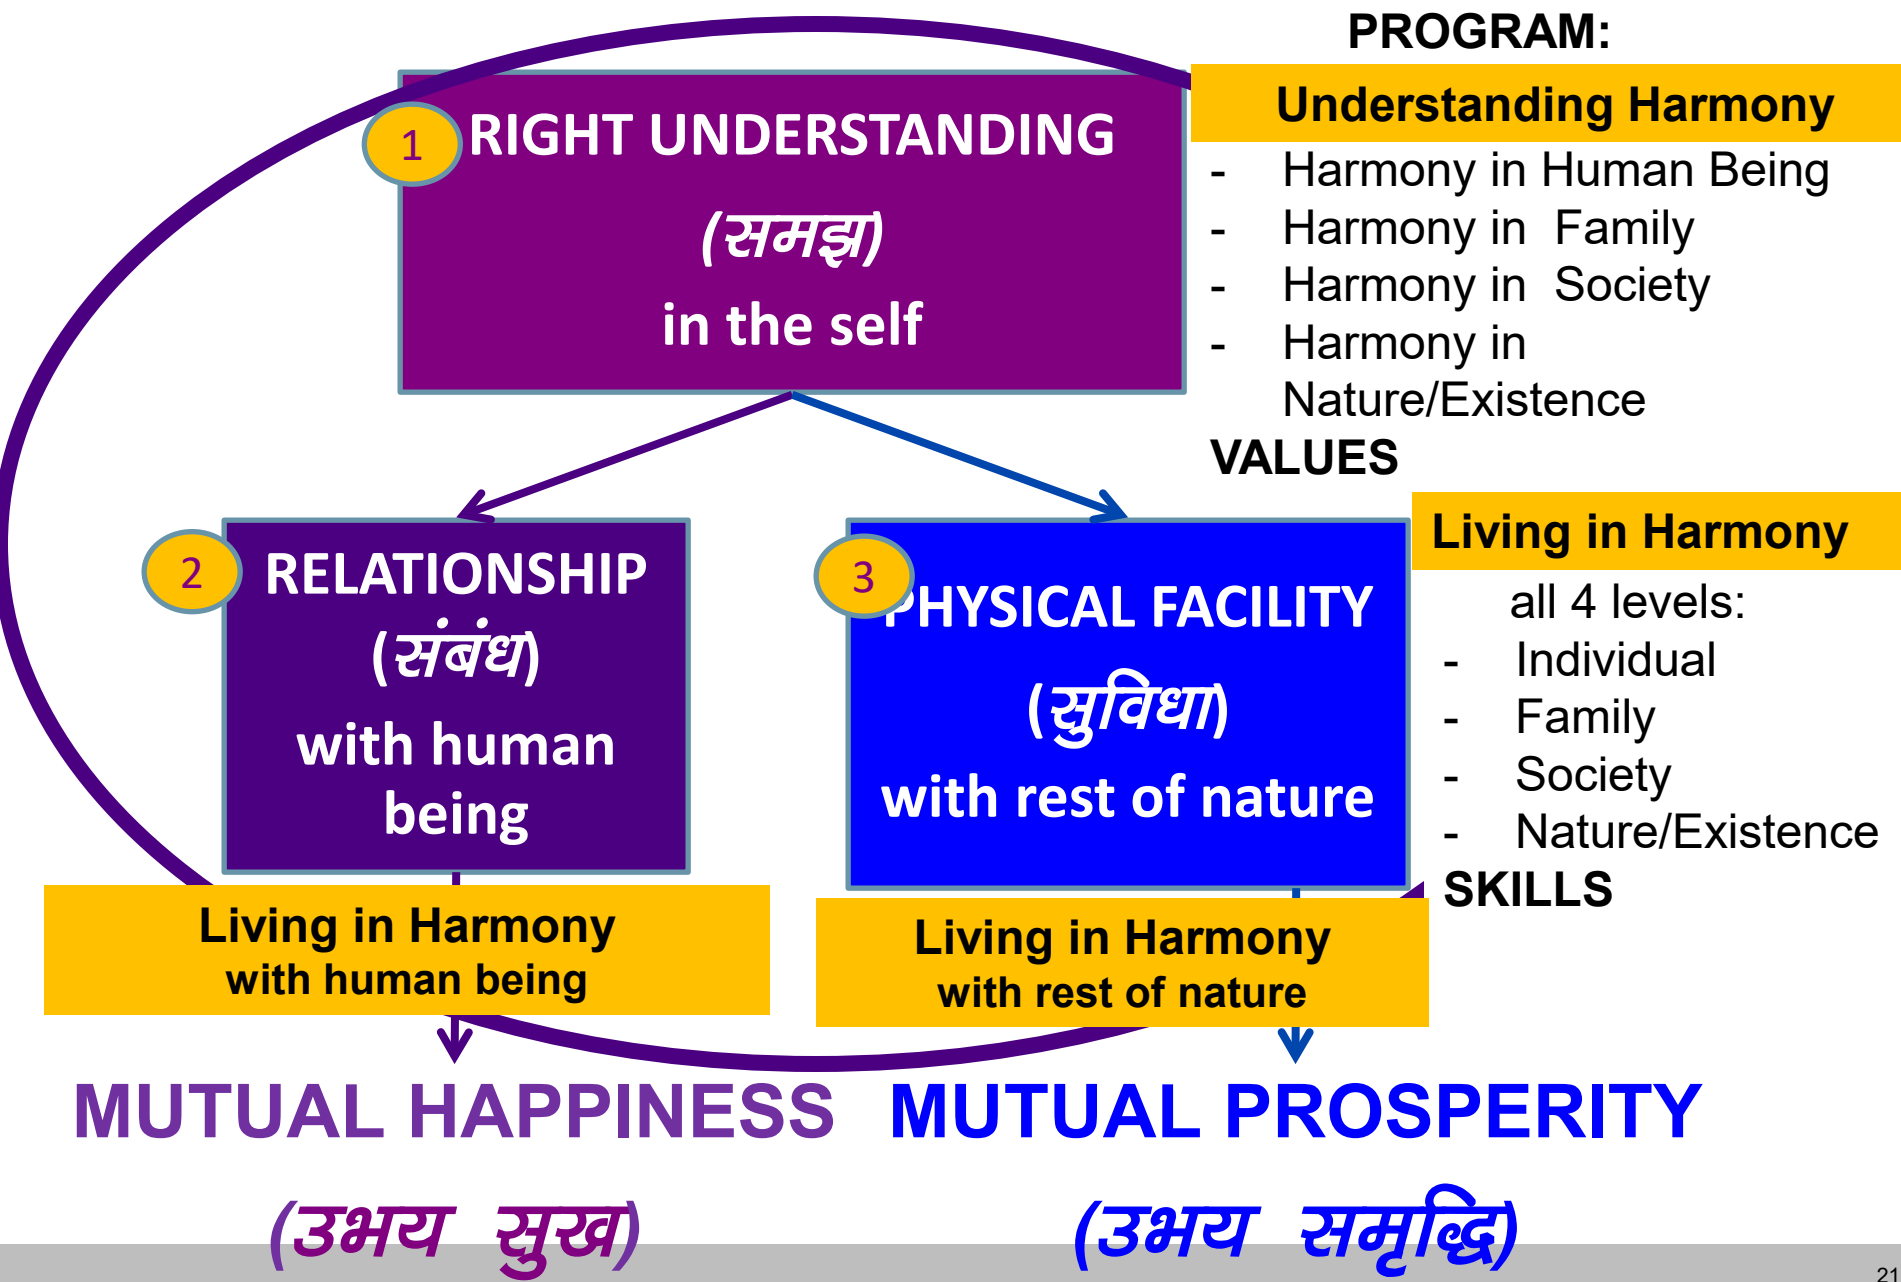 PROGRAM:
Understanding Harmony
- Harmony in Human Being
- Harmony in Family
- Harmony in Society
- Harmony in
Nature/Existence
VALUES
1
RIGHT UNDERSTANDING
(समझ)
in the self
2
RELATIONSHIP
(संबंध)
with human
being
3
PHYSICAL FACILITY
(सुविधा)
with rest of nature
Living in Harmony
all 4 levels:
- Individual
- Family
- Society
- Nature/Existence
SKILLS
Living in Harmony
with human being
Living in Harmony
with rest of nature
MUTUAL HAPPINESS
(उभय सुख)
MUTUAL PROSPERITY
(उभय समृद्धि)
21